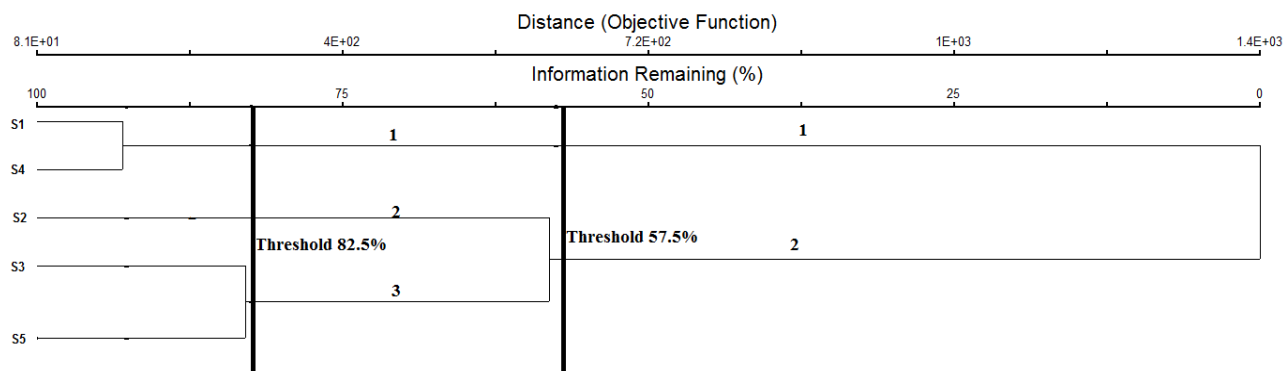 Distance (Objective Function)
8.1E+01 4E+02 7.2E+02 1E+03 1.4E+03
Information Remaining (%)
100 75 50 25 0
S1
1 1
S4
S2 2
Threshold 82.5% Threshold 57.5% 2
S3
3
S5